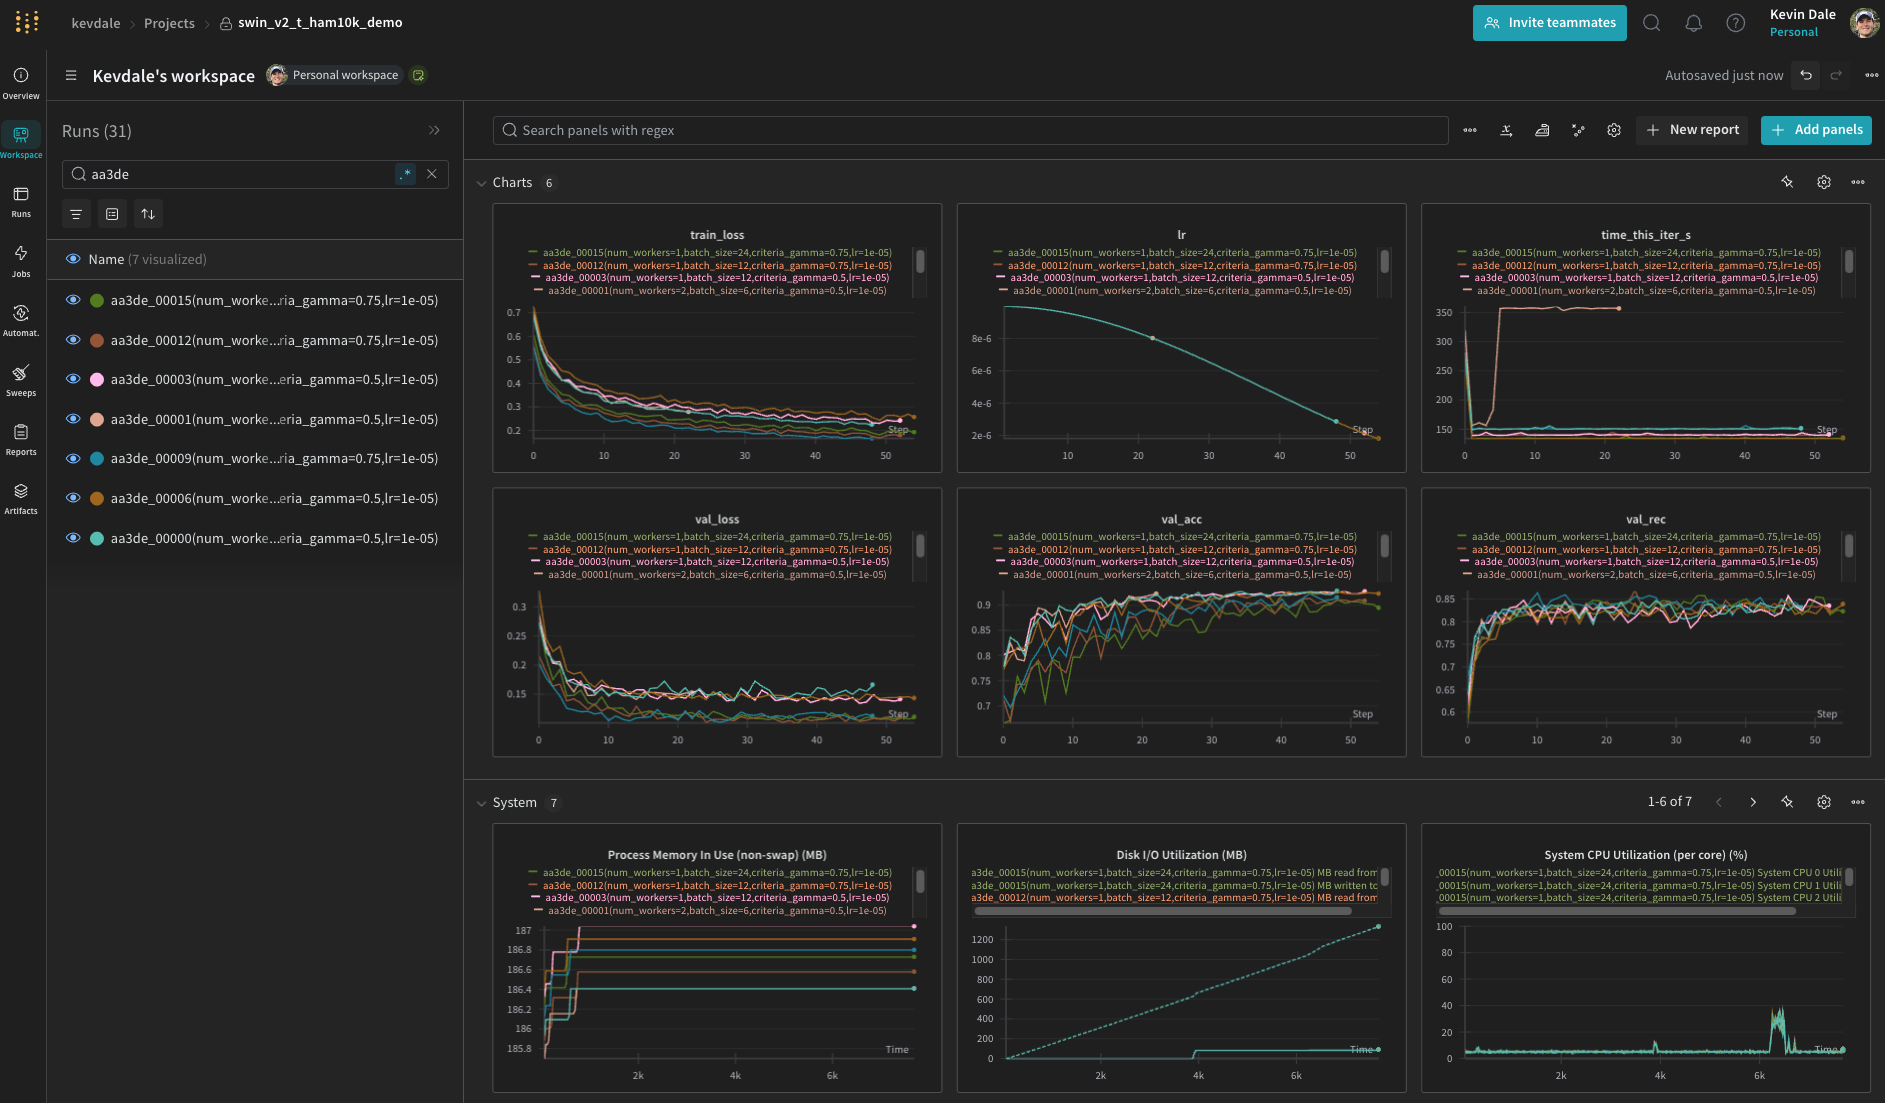 kevdale
Projects
swin_v2_t_ham10k_demo
Invite teammates
Kevin Dale
Personal
Overview
Workspace
Runs
Jobs
Automat.
Sweeps
Reports
Artifacts
Kevdale's workspace
Personal workspace
Autosaved just now
Runs (31)
aa3de
.*
Name (7 visualized)
aa3de_00015(num_worke...ria_gamma=0.75,lr=1e-05)
aa3de_00012(num_worke...ria_gamma=0.75,lr=1e-05)
aa3de_00003(num_worke...eria_gamma=0.5,lr=1e-05)
aa3de_00001(num_worke...eria_gamma=0.5,lr=1e-05)
aa3de_00009(num_worke...ria_gamma=0.75,lr=1e-05)
aa3de_00006(num_worke...eria_gamma=0.5,lr=1e-05)
aa3de_00000(num_worke...eria_gamma=0.5,lr=1e-05)
Search panels with regex
New report
Add panels
Charts 6
train_loss
aa3de_00015(num_workers=1,batch_size=24,criteria_gamma=0.75,lr=1e-05)
aa3de_00012(num_workers=1,batch_size=12,criteria_gamma=0.75,lr=1e-05)
aa3de_00003(num_workers=1,batch_size=12,criteria_gamma=0.5,lr=1e-05)
aa3de_00001(num_workers=2,batch_size=6,criteria_gamma=0.5,lr=1e-05)
0.7
0.6
0.5
0.4
0.3
0.2
Step
0 10 20 30 40 50
lr
aa3de_00015(num_workers=1,batch_size=24,criteria_gamma=0.75,lr=1e-05)
aa3de_00012(num_workers=1,batch_size=12,criteria_gamma=0.75,lr=1e-05)
aa3de_00003(num_workers=1,batch_size=12,criteria_gamma=0.5,lr=1e-05)
aa3de_00001(num_workers=2,batch_size=6,criteria_gamma=0.5,lr=1e-05)
8e-6
6e-6
4e-6
2e-6
Step
10 20 30 40 50
time_this_iter_s
aa3de_00015(num_workers=1,batch_size=24,criteria_gamma=0.75,lr=1e-05)
aa3de_00012(num_workers=1,batch_size=12,criteria_gamma=0.75,lr=1e-05)
aa3de_00003(num_workers=1,batch_size=12,criteria_gamma=0.5,lr=1e-05)
aa3de_00001(num_workers=2,batch_size=6,criteria_gamma=0.5,lr=1e-05)
350
300
250
200
150
Step
0 10 20 30 40 50
val_loss
aa3de_00015(num_workers=1,batch_size=24,criteria_gamma=0.75,lr=1e-05)
aa3de_00012(num_workers=1,batch_size=12,criteria_gamma=0.75,lr=1e-05)
aa3de_00003(num_workers=1,batch_size=12,criteria_gamma=0.5,lr=1e-05)
aa3de_00001(num_workers=2,batch_size=6,criteria_gamma=0.5,lr=1e-05)
0.3
0.25
0.2
0.15
Step
0 10 20 30 40 50
val_acc
aa3de_00015(num_workers=1,batch_size=24,criteria_gamma=0.75,lr=1e-05)
aa3de_00012(num_workers=1,batch_size=12,criteria_gamma=0.75,lr=1e-05)
aa3de_00003(num_workers=1,batch_size=12,criteria_gamma=0.5,lr=1e-05)
aa3de_00001(num_workers=2,batch_size=6,criteria_gamma=0.5,lr=1e-05)
0.9
0.85
0.8
0.75
0.7
Step
0 10 20 30 40 50
val_rec
aa3de_00015(num_workers=1,batch_size=24,criteria_gamma=0.75,lr=1e-05)
aa3de_00012(num_workers=1,batch_size=12,criteria_gamma=0.75,lr=1e-05)
aa3de_00003(num_workers=1,batch_size=12,criteria_gamma=0.5,lr=1e-05)
aa3de_00001(num_workers=2,batch_size=6,criteria_gamma=0.5,lr=1e-05)
0.85
0.8
0.75
0.7
0.65
0.6
Step
0 10 20 30 40 50
System 7
1-6 of 7
Process Memory In Use (non-swap) (MB)
aa3de_00015(num_workers=1,batch_size=24,criteria_gamma=0.75,lr=1e-05)
aa3de_00012(num_workers=1,batch_size=12,criteria_gamma=0.75,lr=1e-05)
aa3de_00003(num_workers=1,batch_size=12,criteria_gamma=0.5,lr=1e-05)
aa3de_00001(num_workers=2,batch_size=6,criteria_gamma=0.5,lr=1e-05)
187
186.8
186.6
186.4
186.2
186
185.8
Time
2k 4k 6k
Disk I/O Utilization (MB)
a3de_00015(num_workers=1,batch_size=24,criteria_gamma=0.75,lr=1e-05) MB read from
a3de_00015(num_workers=1,batch_size=24,criteria_gamma=0.75,lr=1e-05) MB written to
a3de_00012(num_workers=1,batch_size=12,criteria_gamma=0.75,lr=1e-05) MB read from
1200
1000
800
600
400
200
0
Time
2k 4k 6k
System CPU Utilization (per core) (%)
_00015(num_workers=1,batch_size=24,criteria_gamma=0.75,lr=1e-05) System CPU 0 Utili
_00015(num_workers=1,batch_size=24,criteria_gamma=0.75,lr=1e-05) System CPU 1 Utili
_00015(num_workers=1,batch_size=24,criteria_gamma=0.75,lr=1e-05) System CPU 2 Utili
100
80
60
40
20
0
Time
2k 4k 6k